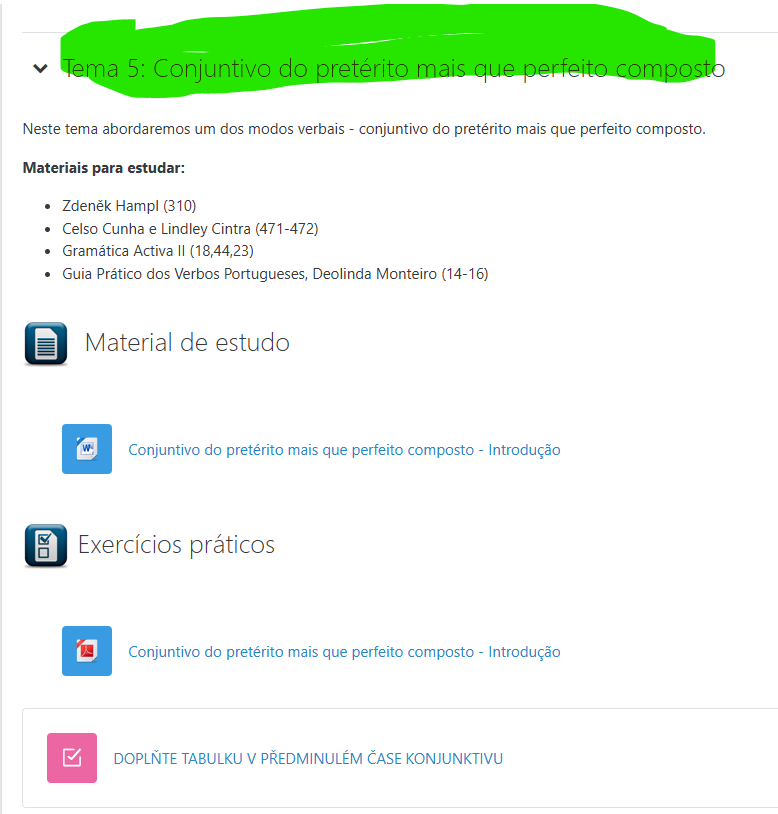 Tema 5: Conjuntivo do pretérito mais que perfeito composto
Neste tema abordaremos um dos modos verbais - conjuntivo do pretérito mais que perfeito composto.
Materiais para estudar:
Zdeněk Hampl (310)
Celso Cunha e Lindley Cintra (471-472)
Gramática Activa II (18,44,23)
Guia Prático dos Verbos Portugueses, Deolinda Monteiro (14-16)
Material de estudo
Conjuntivo do pretérito mais que perfeito composto - Introdução
Exercícios práticos
Conjuntivo do pretérito mais que perfeito composto - Introdução
DOPLŇTE TABULKU V PŘEDMINULÉM ČASE KONJUNKTIVU